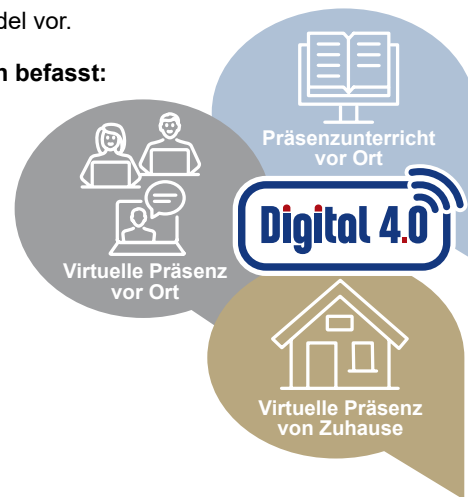 del vor.
n befasst:
Präsenzunterricht
vor Ort
Digital 4.0
Virtuelle Präsenz
vor Ort
Virtuelle Präsenz
von Zuhause